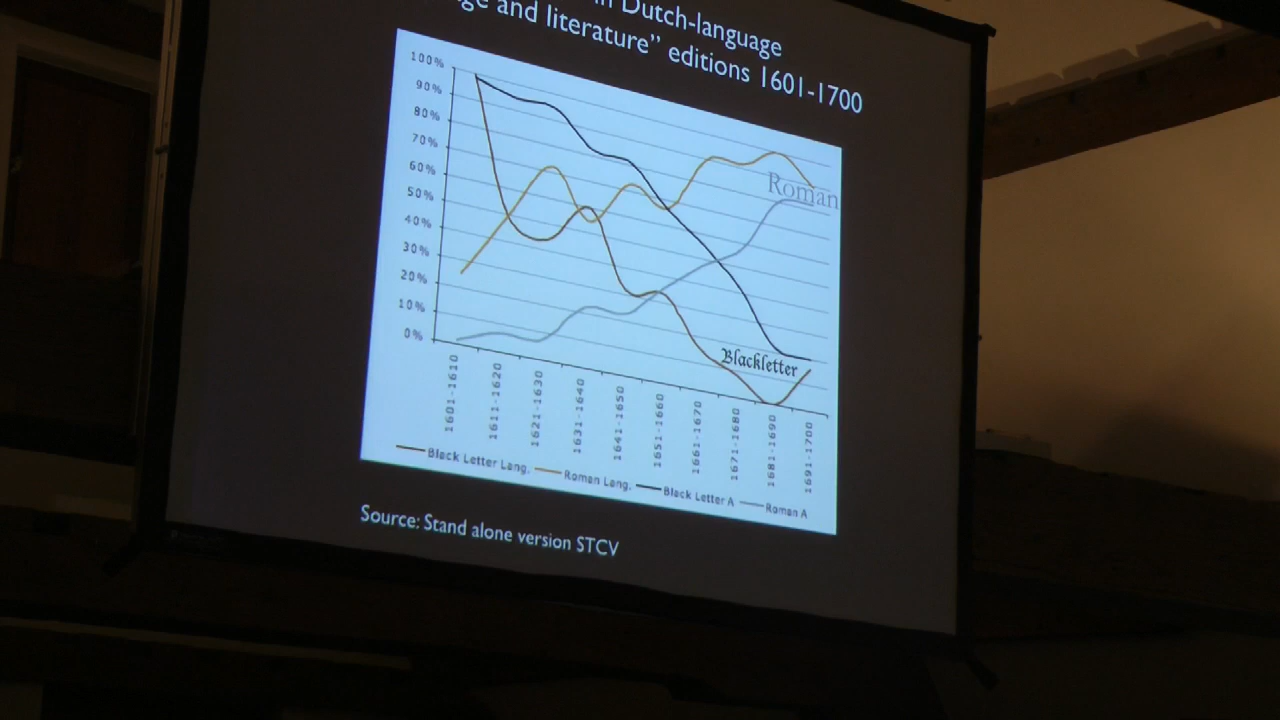 in Dutch-language
and literature” editions 1601-1700
100%
90%
80%
70%
60%
50%
40%
30%
20%
10%
0%
Roman
Blackletter
1601-1610
1611-1620
1621-1630
1631-1640
1641-1650
1651-1660
1661-1670
1671-1680
1681-1690
1691-1700
Black Letter Lang.
Roman Lang.
Black Letter A
Roman A
Source: Stand alone version STCV